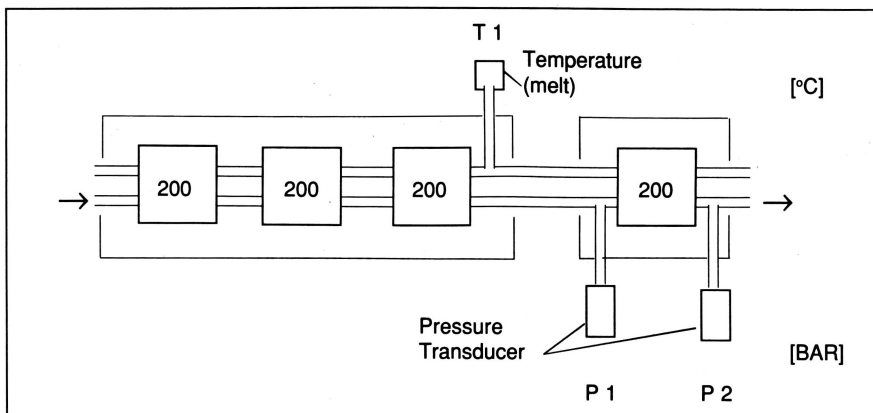 T 1
Temperature
(melt)
[°C]
200
200
200
200
Pressure
Transducer
[BAR]
P 1
P 2